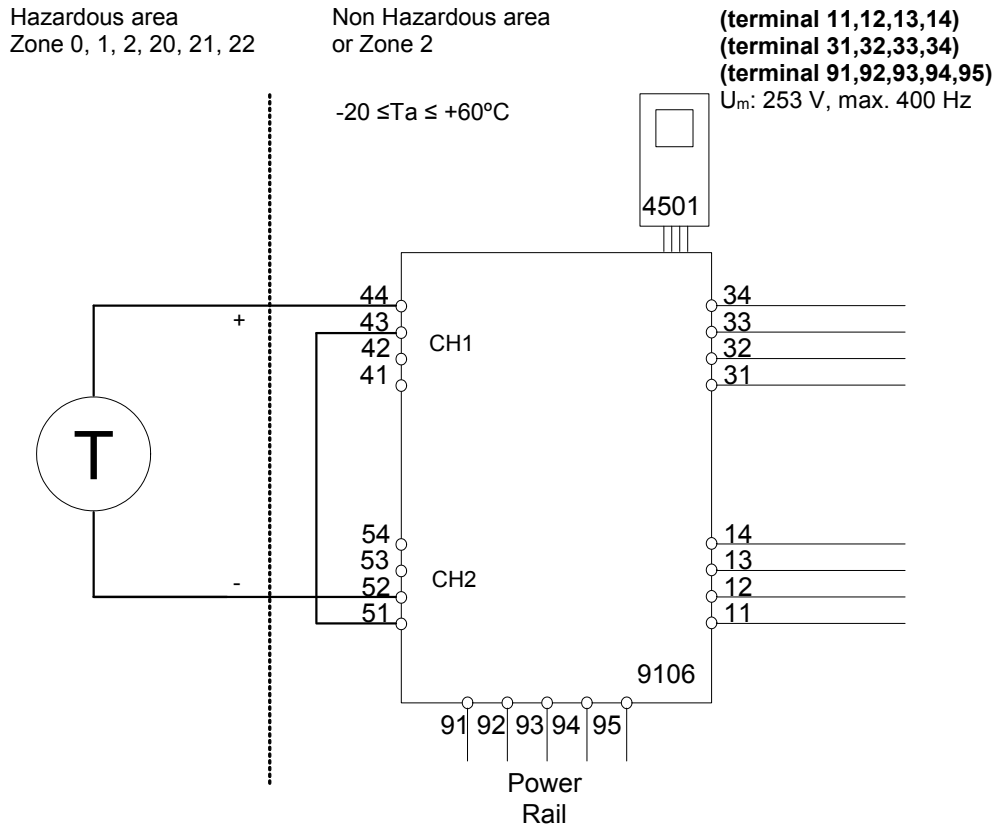 Hazardous area
Zone 0, 1, 2, 20, 21, 22
Non Hazardous area
or Zone 2
(terminal 11,12,13,14)
(terminal 31,32,33,34)
(terminal 91,92,93,94,95)
Um: 253 V, max. 400 Hz
-20 ≤Ta ≤ +60ºC
4501
44
43
42
41
+
CH1
34
33
32
31
T
54
53
52
51
-
CH2
14
13
12
11
9106
91 92 93 94 95
Power
Rail